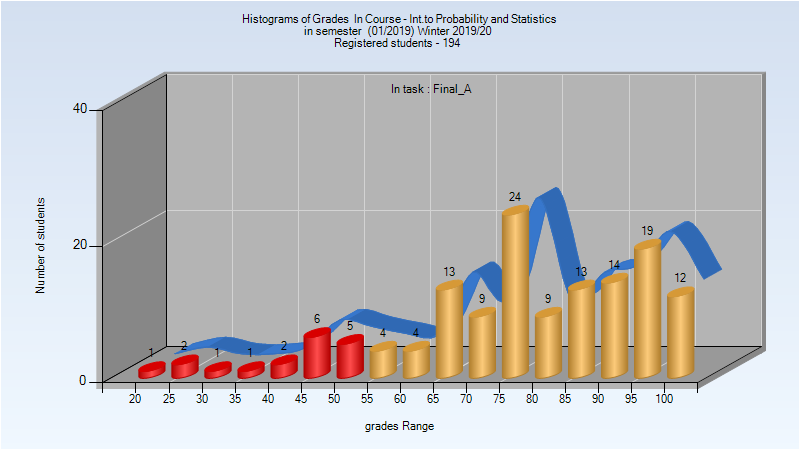 Histograms of Grades  In Course - Int.to Probability and Statistics
in semester  (01/2019) Winter 2019/20
Registered students - 194
In task : Final_A
Number of students
40
20
0
1 2 1 1 2 6 5 4 4 13 9 24 9 13 14 19 12
20 25 30 35 40 45 50 55 60 65 70 75 80 85 90 95 100
grades Range